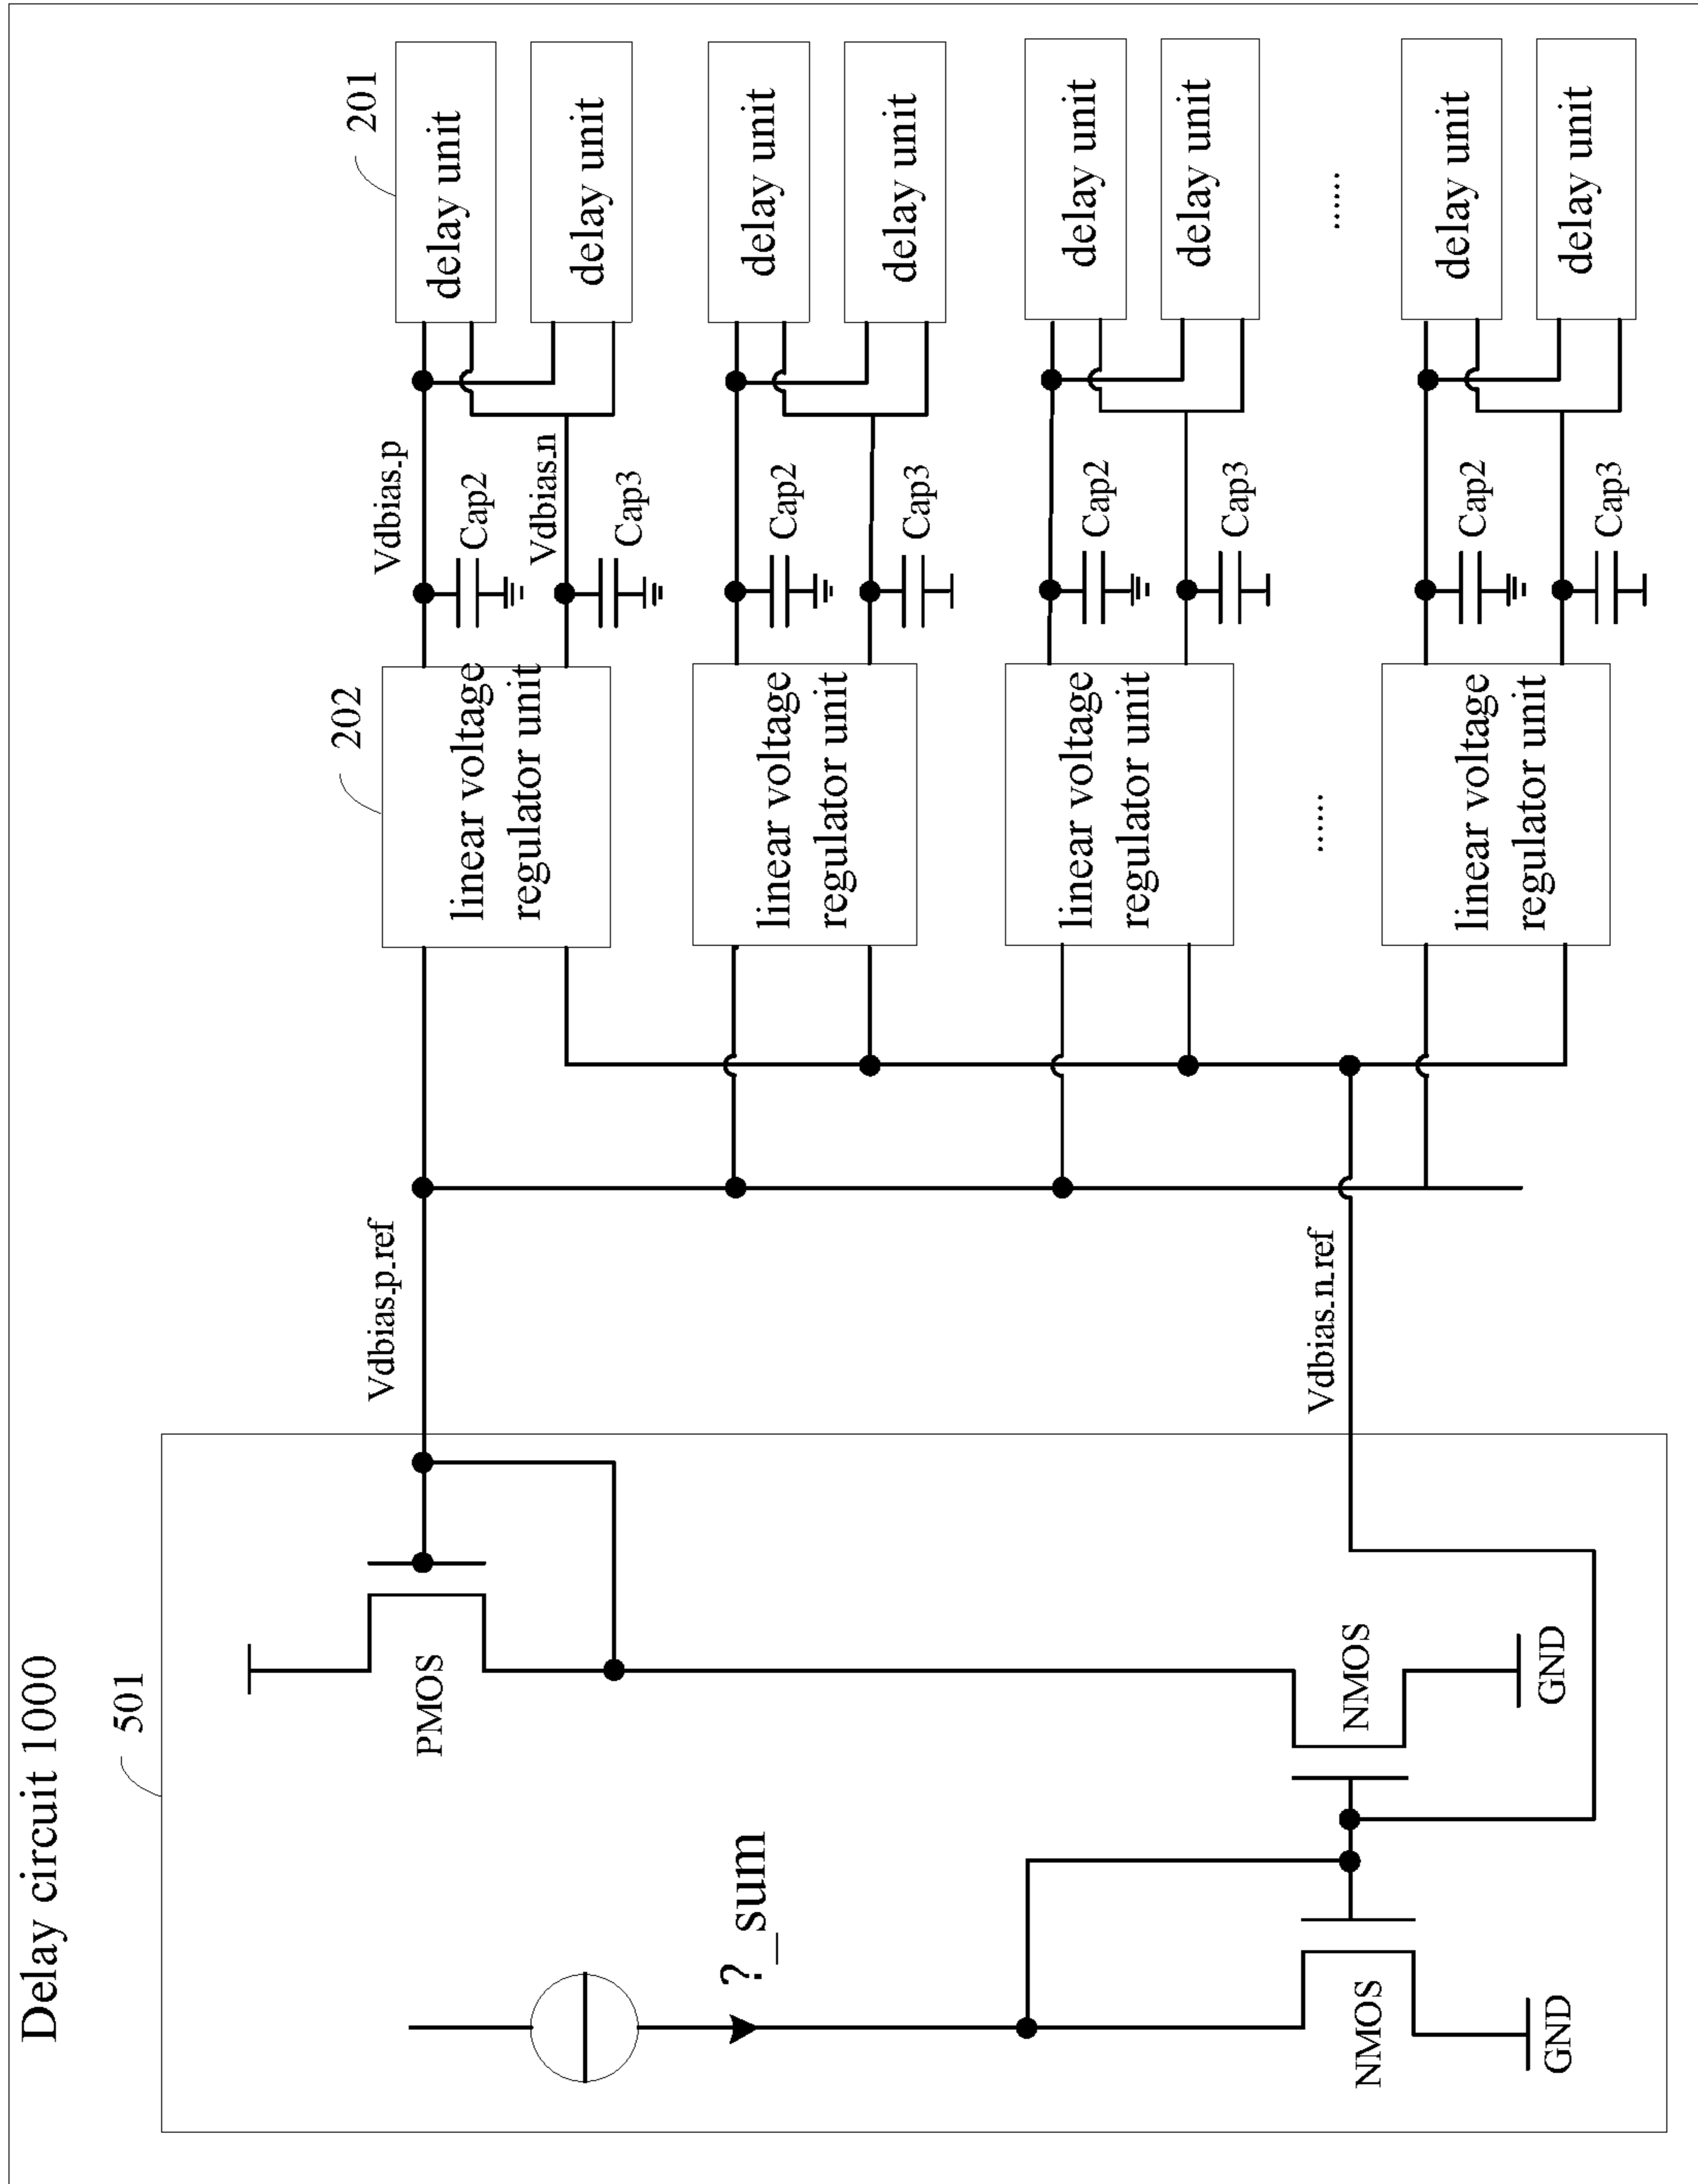 Delay circuit 1000
501
PMOS
?_sum
NMOS
GND
NMOS
GND
Vdbias.p.ref
Vdbias.n.ref
202
linear voltage
regulator unit
linear voltage
regulator unit
linear voltage
regulator unit
......
linear voltage
regulator unit
Vdbias.p
Cap2
Vdbias.n
Cap3
Cap2
Cap3
Cap2
Cap3
Cap2
Cap3
201
delay unit
delay unit
delay unit
delay unit
delay unit
delay unit
......
delay unit
delay unit